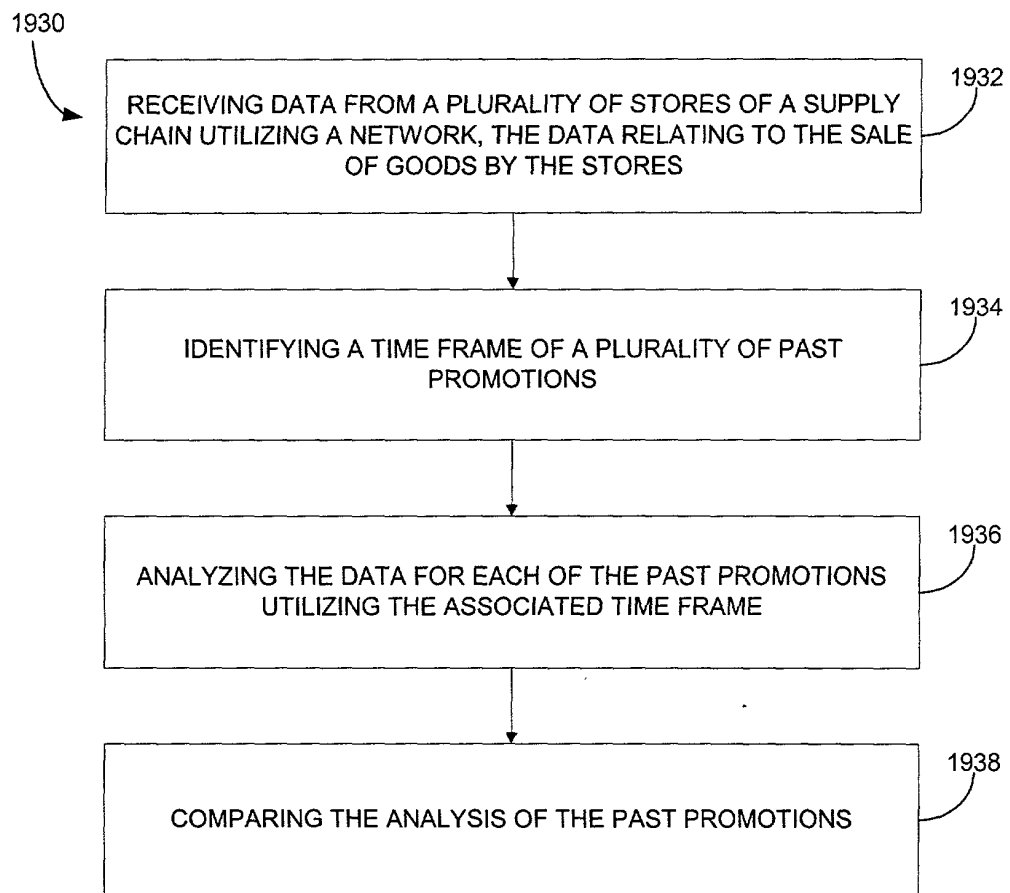 1930
1932
RECEIVING DATA FROM A PLURALITY OF STORES OF A SUPPLY
CHAIN UTILIZING A NETWORK, THE DATA RELATING TO THE SALE
OF GOODS BY THE STORES
1934
IDENTIFYING A TIME FRAME OF A PLURALITY OF PAST
PROMOTIONS
1936
ANALYZING THE DATA FOR EACH OF THE PAST PROMOTIONS
UTILIZING THE ASSOCIATED TIME FRAME
1938
COMPARING THE ANALYSIS OF THE PAST PROMOTIONS